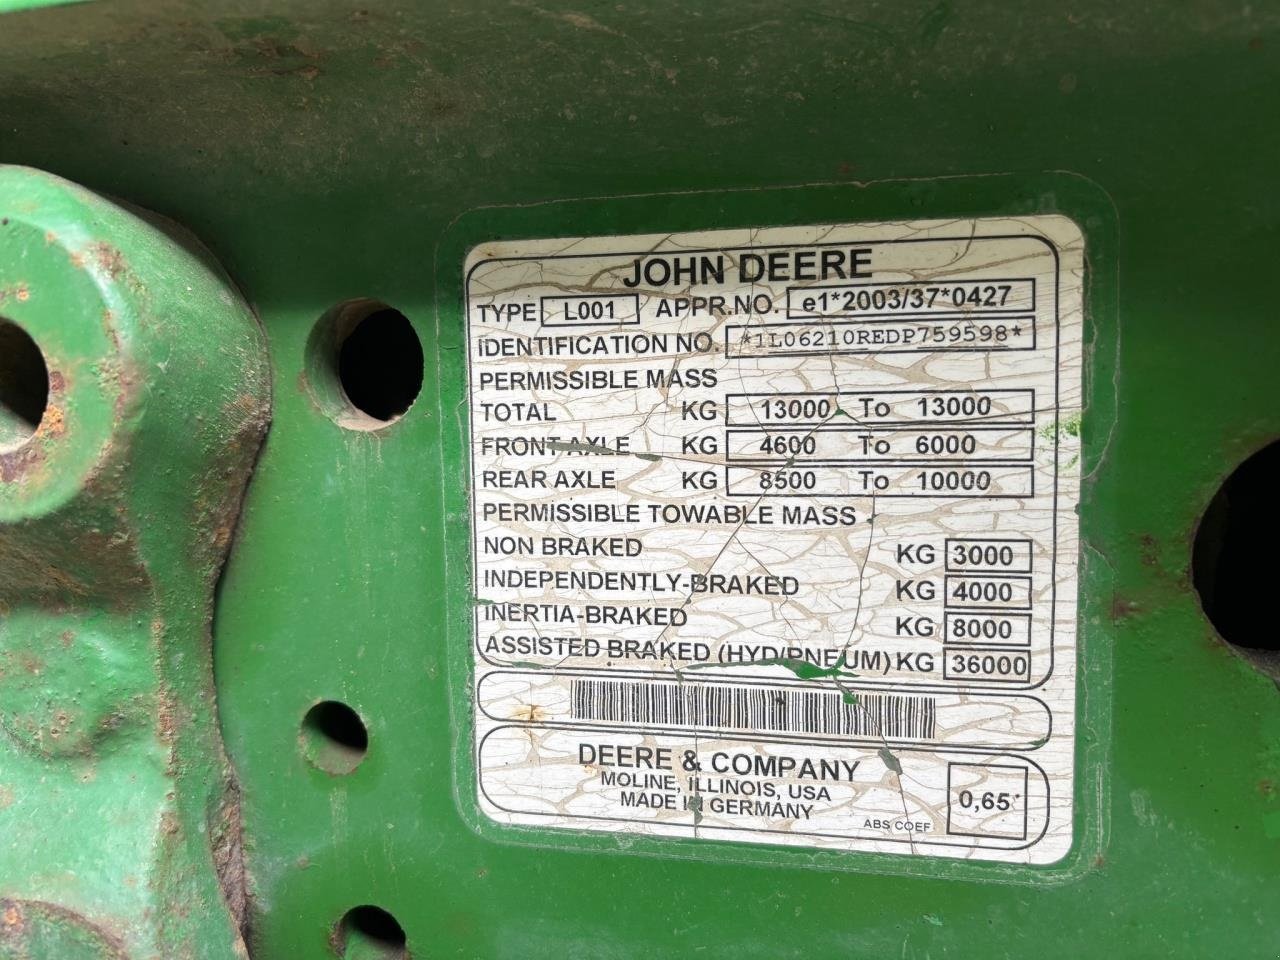 JOHN DEERE
TYPE L001 APPR.NO. e1*2003/37*0427
IDENTIFICATION NO. *1L06210REDP759598*
PERMISSIBLE MASS
TOTAL KG 13000 To 13000
FRONT AXLE KG 4600 To 6000
REAR AXLE KG 8500 To 10000
PERMISSIBLE TOWABLE MASS
NON BRAKED KG 3000
INDEPENDENTLY-BRAKED KG 4000
INERTIA-BRAKED KG 8000
ASSISTED BRAKED (HYD/PNEUM) KG 36000
DEERE & COMPANY
MOLINE, ILLINOIS, USA
MADE IN GERMANY
ABS COEF 0,65